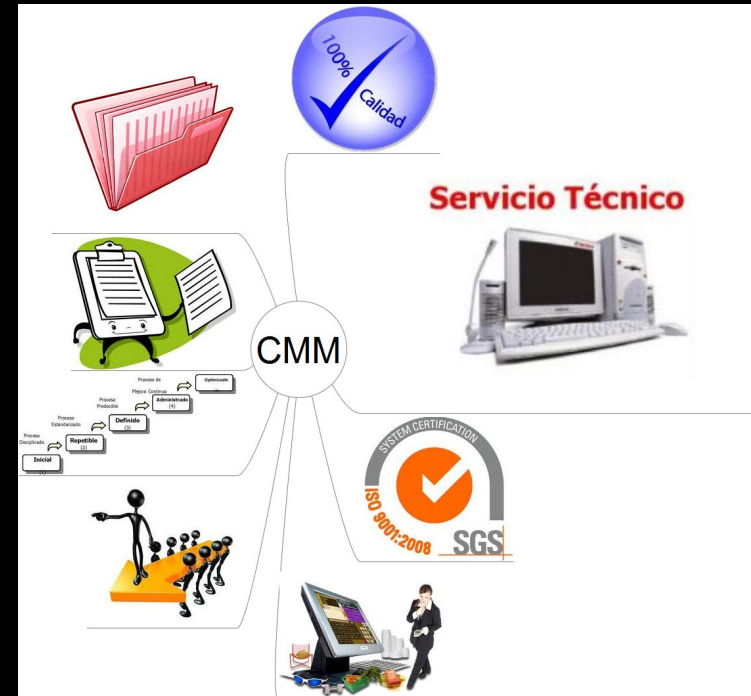 100%
Calidad
Servicio Técnico
CMM
Proceso de
Mejora Continua
Optimizado
Proceso
Predecible
Administrado
(4)
Proceso
Estandarizado
Definido
(3)
Proceso
Disciplinado
Repetible
(2)
Inicial
SYSTEM CERTIFICATION
ISO 9001:2008
SGS